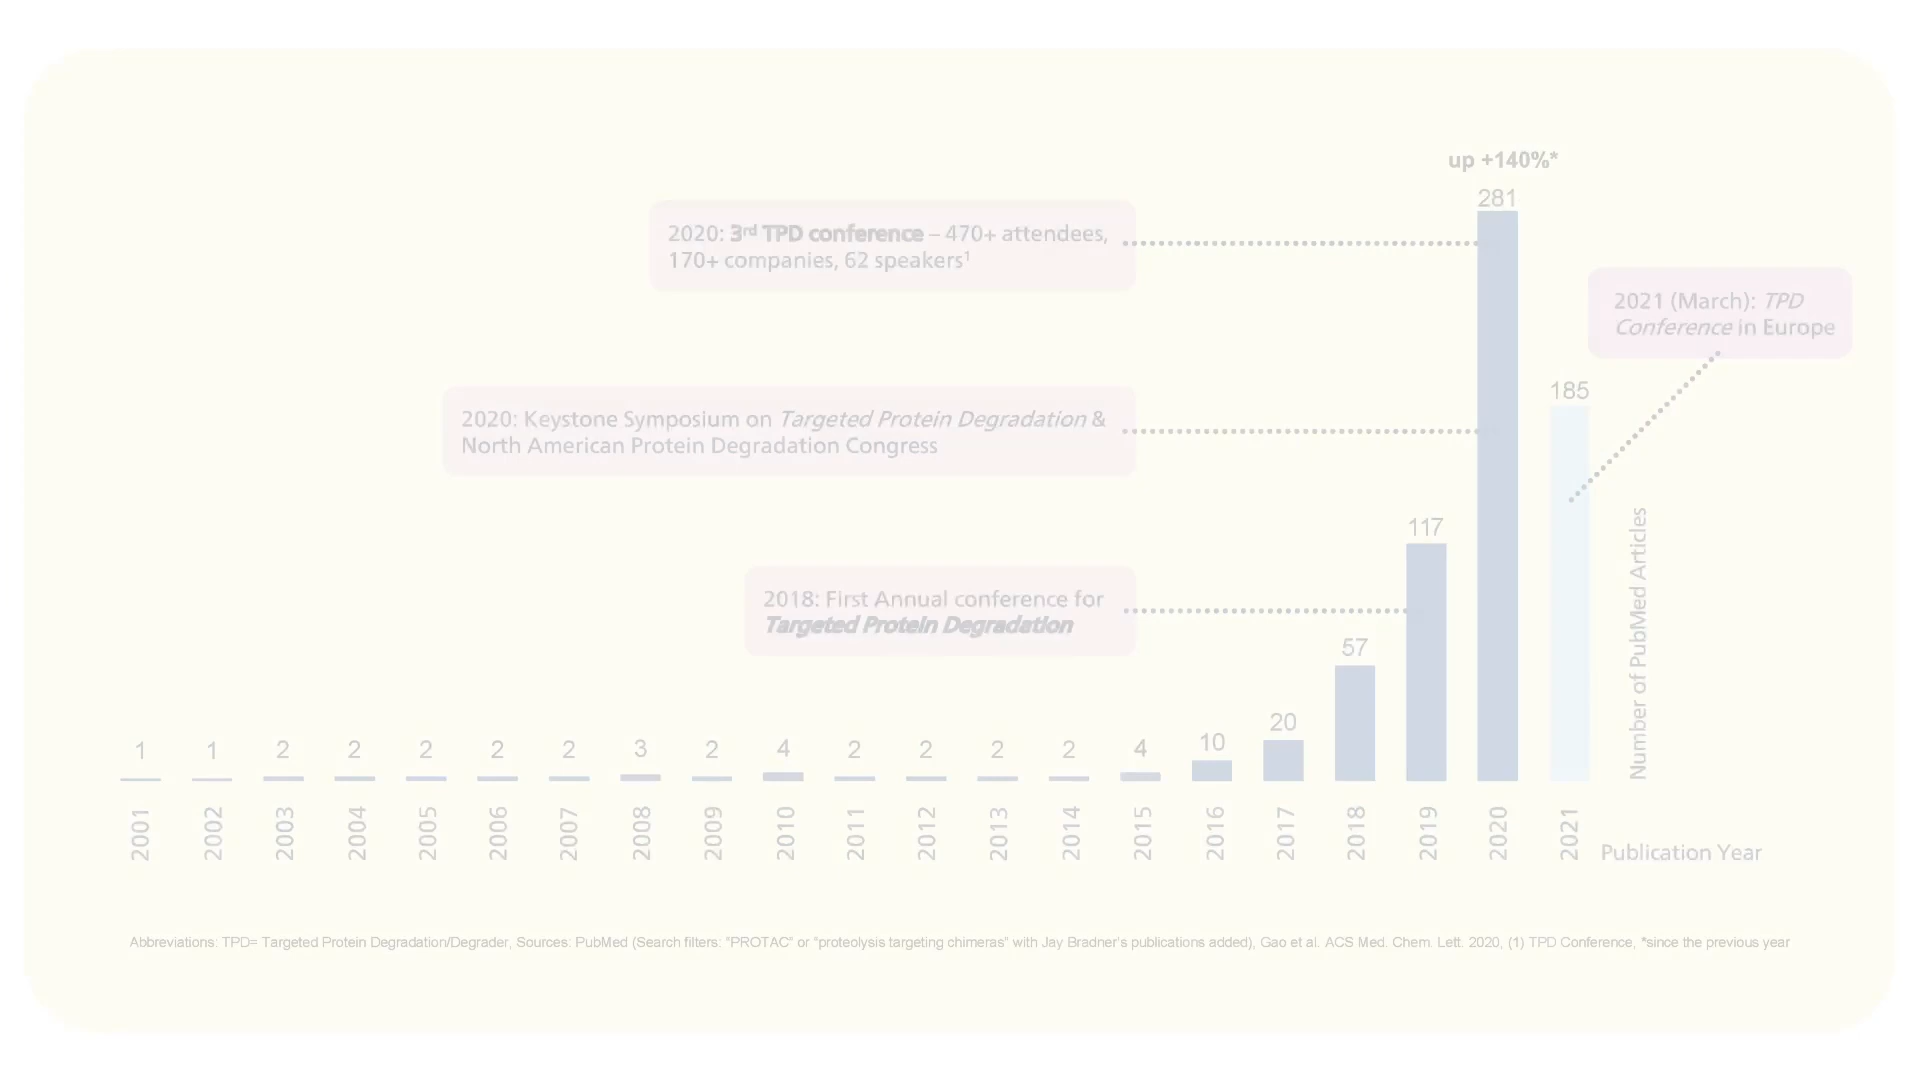 up +140%*
281
2020: 3rd TPD conference – 470+ attendees,
170+ companies, 62 speakers1
2021 (March): TPD
Conference in Europe
185
2020: Keystone Symposium on Targeted Protein Degradation &
North American Protein Degradation Congress
117
2018: First Annual conference for
Targeted Protein Degradation
57
Number of PubMed Articles
1 1 2 2 2 2 2 3 2 4 2 2 2 2 4 10 20
2001 2002 2003 2004 2005 2006 2007 2008 2009 2010 2011 2012 2013 2014 2015 2016 2017 2018 2019 2020 2021 Publication Year
Abbreviations: TPD= Targeted Protein Degradation/Degrader, Sources: PubMed (Search filters: "PROTAC" or "proteolysis targeting chimeras" with Jay Bradner's publications added), Gao et al. ACS Med. Chem. Lett. 2020, (1) TPD Conference, *since the previous year